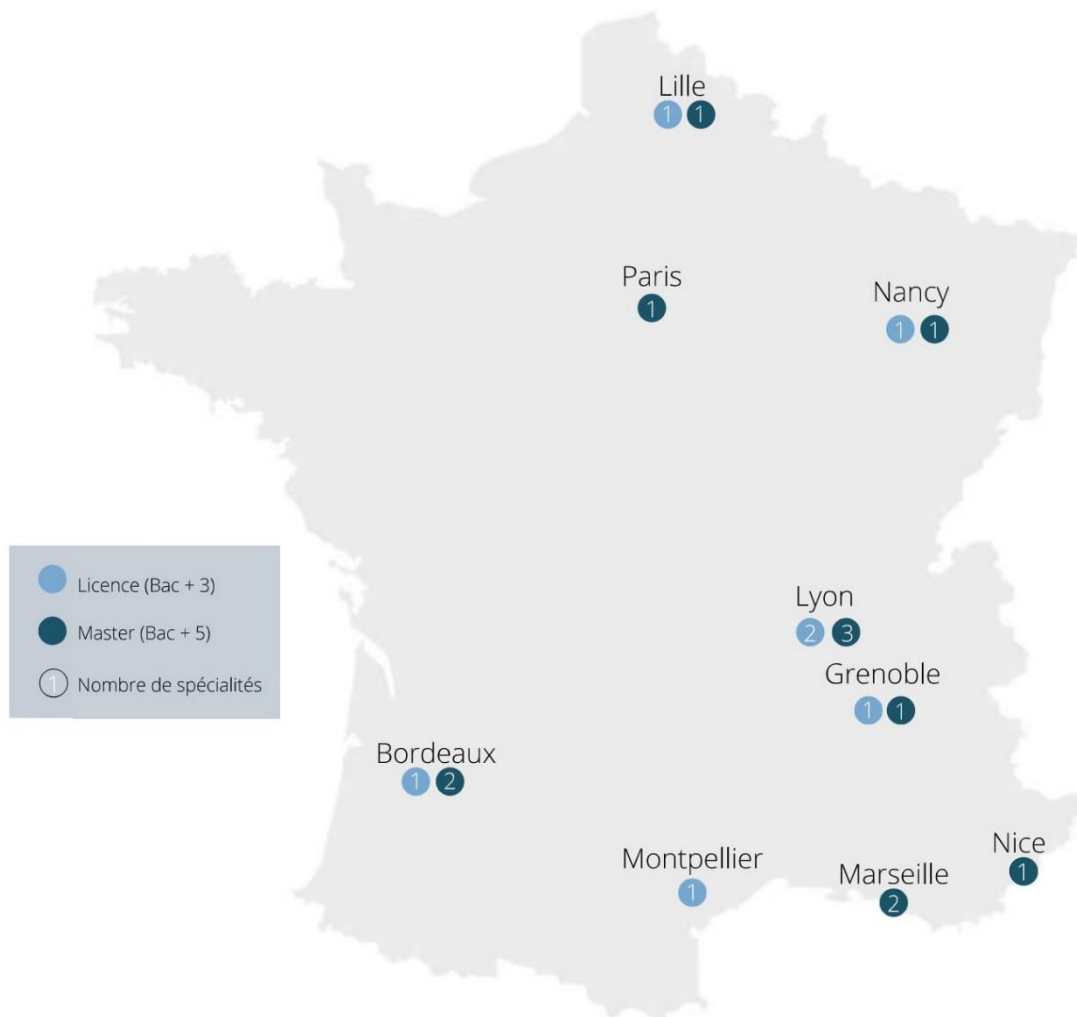 Lille
1 1
Paris
1
Nancy
1 1
Licence (Bac + 3)
Master (Bac + 5)
1 Nombre de spécialités
Lyon
2 3
Grenoble
1 1
Bordeaux
1 2
Montpellier
1
Marseille
2
Nice
1